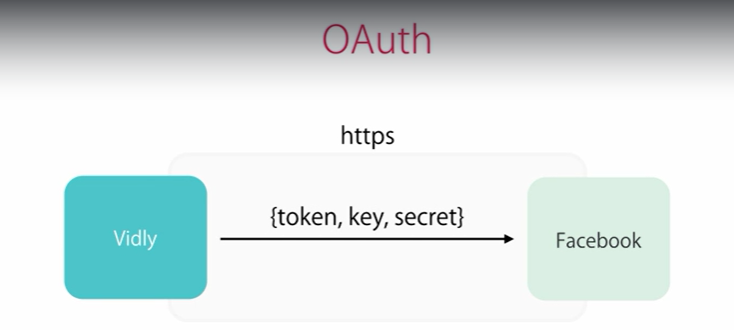 OAuth
https
{token, key, secret}
Vidly
Facebook